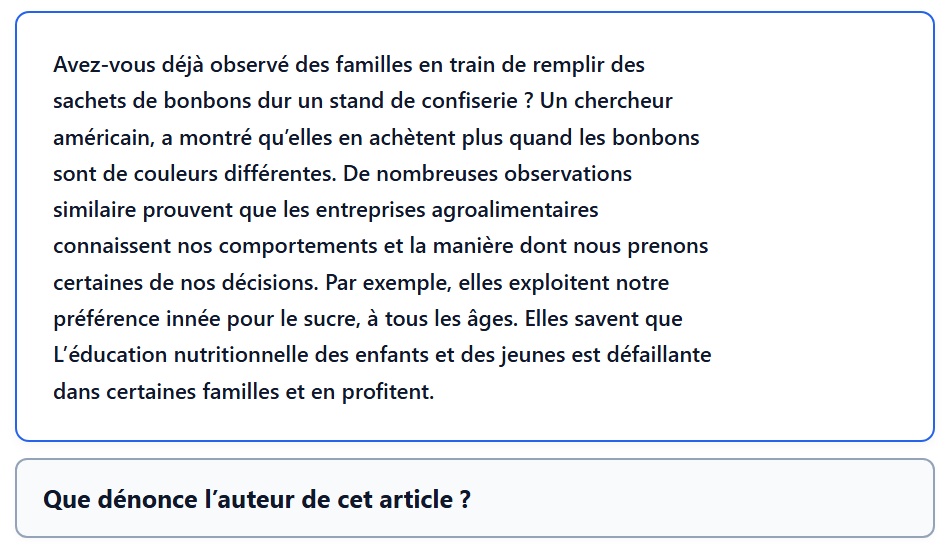 Avez-vous déjà observé des familles en train de remplir des
sachets de bonbons dur un stand de confiserie ? Un chercheur
américain, a montré qu’elles en achètent plus quand les bonbons
sont de couleurs différentes. De nombreuses observations
similaire prouvent que les entreprises agroalimentaires
connaissent nos comportements et la manière dont nous prenons
certaines de nos décisions. Par exemple, elles exploitent notre
préférence innée pour le sucre, à tous les âges. Elles savent que
L’éducation nutritionnelle des enfants et des jeunes est défaillante
dans certaines familles et en profitent.
Que dénonce l’auteur de cet article ?